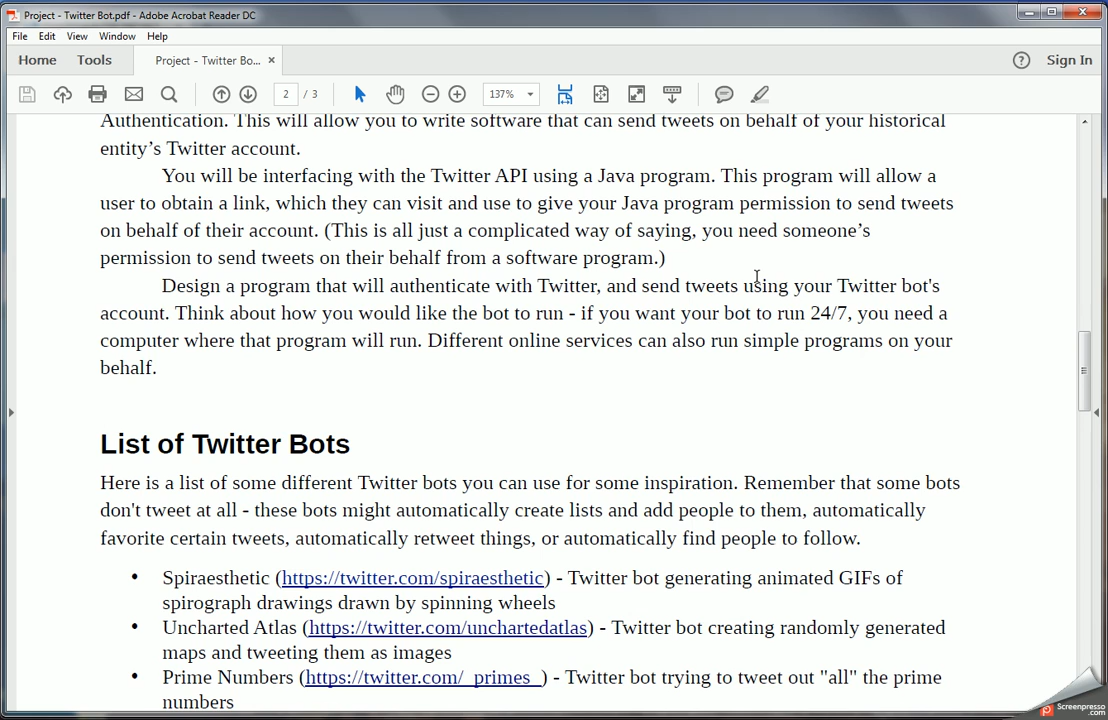 Project - Twitter Bot.pdf - Adobe Acrobat Reader DC
File Edit View Window Help
Home Tools Project - Twitter Bo... × ? Sign In
2 / 3 137%
Authentication. This will allow you to write software that can send tweets on behalf of your historical
entity’s Twitter account.
You will be interfacing with the Twitter API using a Java program. This program will allow a
user to obtain a link, which they can visit and use to give your Java program permission to send tweets
on behalf of their account. (This is all just a complicated way of saying, you need someone’s
permission to send tweets on their behalf from a software program.)
Design a program that will authenticate with Twitter, and send tweets using your Twitter bot's
account. Think about how you would like the bot to run - if you want your bot to run 24/7, you need a
computer where that program will run. Different online services can also run simple programs on your
behalf.
List of Twitter Bots
Here is a list of some different Twitter bots you can use for some inspiration. Remember that some bots
don't tweet at all - these bots might automatically create lists and add people to them, automatically
favorite certain tweets, automatically retweet things, or automatically find people to follow.
• Spiraesthetic (https://twitter.com/spiraesthetic) - Twitter bot generating animated GIFs of
spirograph drawings drawn by spinning wheels
• Uncharted Atlas (https://twitter.com/unchartedatlas) - Twitter bot creating randomly generated
maps and tweeting them as images
• Prime Numbers (https://twitter.com/_primes_) - Twitter bot trying to tweet out "all" the prime
numbers
Screenpresso
.com